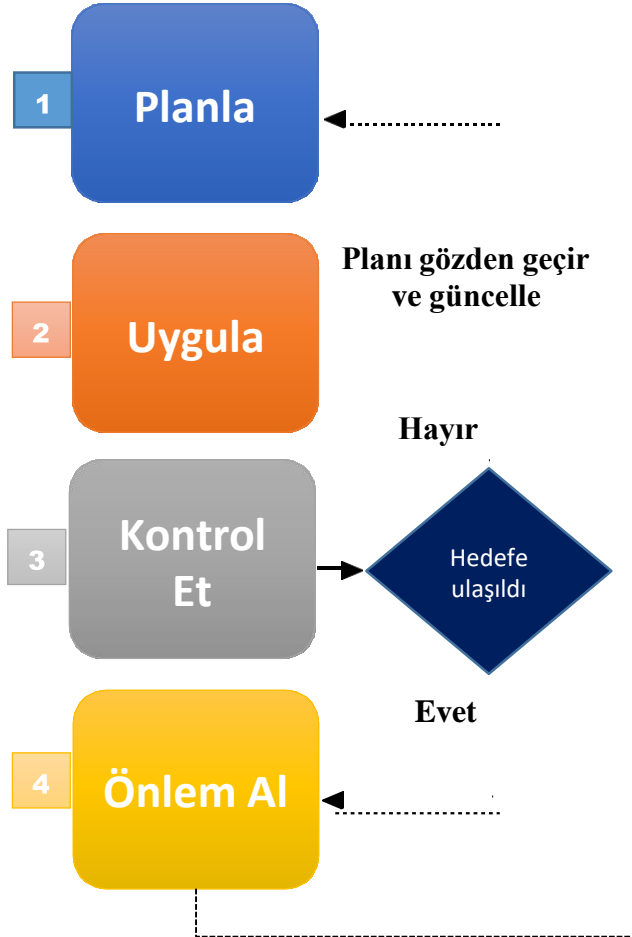 1
Planla
Planı gözden geçir
ve güncelle
2
Uygula
Hayır
3
Kontrol
Et
Hedefe
ulaşıldı
Evet
4
Önlem Al